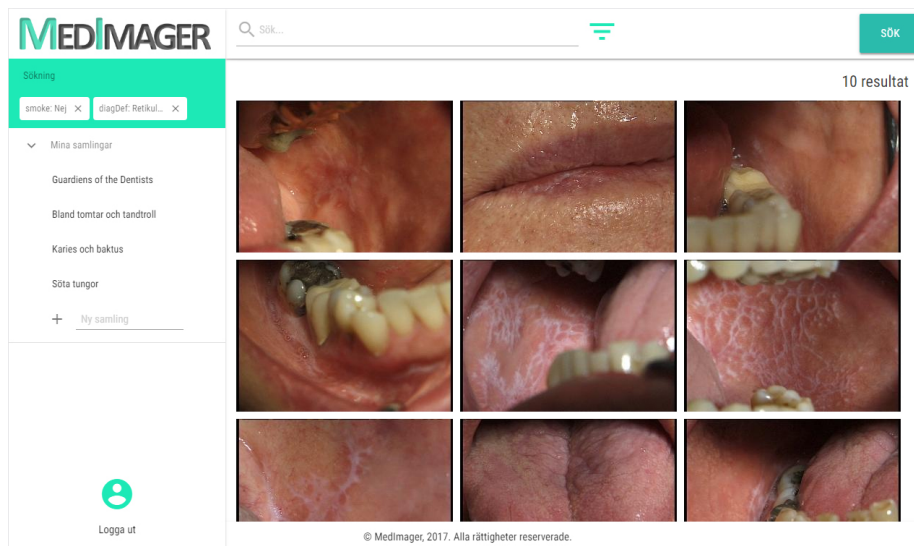 MEDIMAGER
Sök...
SÖK
Sökning
smoke: Nej
diagDef: Retikul...
10 resultat
Mina samlingar
Guardiens of the Dentists
Bland tomtar och tandtroll
Karies och baktus
Söta tungor
Ny samling
Logga ut
© MedImager, 2017. Alla rättigheter reserverade.